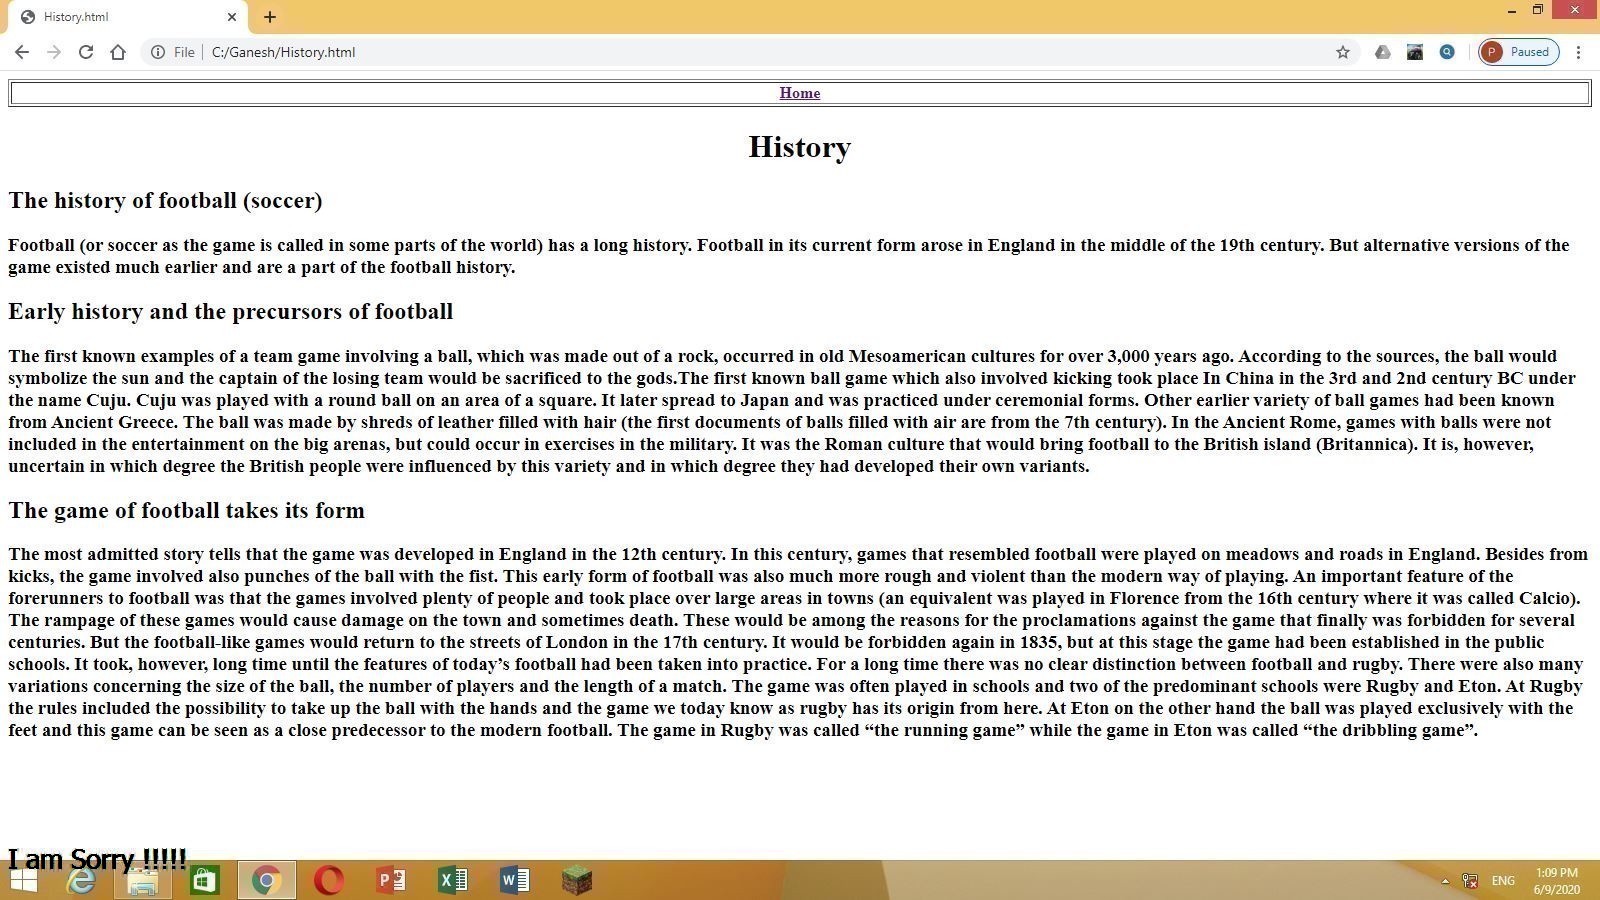 History.html
File
C:/Ganesh/History.html
P
Paused
Home
History
The history of football (soccer)
Football (or soccer as the game is called in some parts of the world) has a long history. Football in its current form arose in England in the middle of the 19th century. But alternative versions of the
game existed much earlier and are a part of the football history.
Early history and the precursors of football
The first known examples of a team game involving a ball, which was made out of a rock, occurred in old Mesoamerican cultures for over 3,000 years ago. According to the sources, the ball would
symbolize the sun and the captain of the losing team would be sacrificed to the gods.The first known ball game which also involved kicking took place In China in the 3rd and 2nd century BC under
the name Cuju. Cuju was played with a round ball on an area of a square. It later spread to Japan and was practiced under ceremonial forms. Other earlier variety of ball games had been known
from Ancient Greece. The ball was made by shreds of leather filled with hair (the first documents of balls filled with air are from the 7th century). In the Ancient Rome, games with balls were not
included in the entertainment on the big arenas, but could occur in exercises in the military. It was the Roman culture that would bring football to the British island (Britannica). It is, however,
uncertain in which degree the British people were influenced by this variety and in which degree they had developed their own variants.
The game of football takes its form
The most admitted story tells that the game was developed in England in the 12th century. In this century, games that resembled football were played on meadows and roads in England. Besides from
kicks, the game involved also punches of the ball with the fist. This early form of football was also much more rough and violent than the modern way of playing. An important feature of the
forerunners to football was that the games involved plenty of people and took place over large areas in towns (an equivalent was played in Florence from the 16th century where it was called Calcio).
The rampage of these games would cause damage on the town and sometimes death. These would be among the reasons for the proclamations against the game that finally was forbidden for several
centuries. But the football-like games would return to the streets of London in the 17th century. It would be forbidden again in 1835, but at this stage the game had been established in the public
schools. It took, however, long time until the features of today’s football had been taken into practice. For a long time there was no clear distinction between football and rugby. There were also many
variations concerning the size of the ball, the number of players and the length of a match. The game was often played in schools and two of the predominant schools were Rugby and Eton. At Rugby
the rules included the possibility to take up the ball with the hands and the game we today know as rugby has its origin from here. At Eton on the other hand the ball was played exclusively with the
feet and this game can be seen as a close predecessor to the modern football. The game in Rugby was called “the running game” while the game in Eton was called “the dribbling game”.
I am Sorry !!!!!
ENG
1:09 PM
6/9/2020